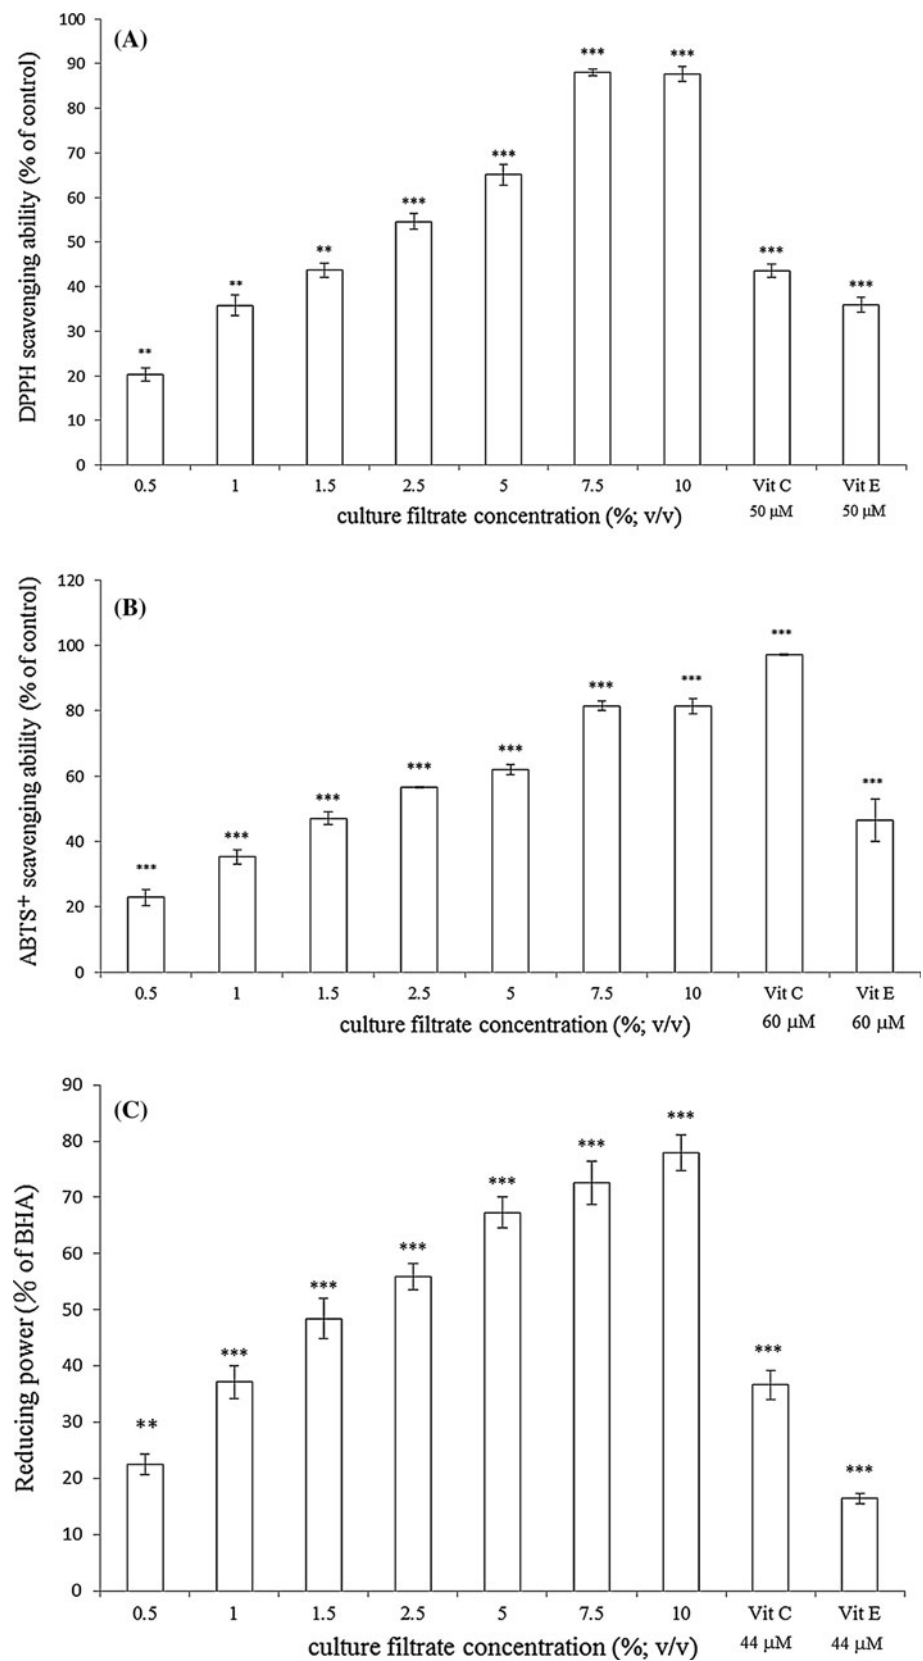 (A)
DPPH scavenging ability (% of control)
100
90
80
70
60
50
40
30
20
10
0
** ** ** *** *** *** *** *** ***
0.5 1 1.5 2.5 5 7.5 10 Vit C Vit E
50 μM 50 μM
culture filtrate concentration (%; v/v)
(B)
ABTS+ scavenging ability (% of control)
120
100
80
60
40
20
0
*** *** *** *** *** *** *** *** ***
0.5 1 1.5 2.5 5 7.5 10 Vit C Vit E
60 μM 60 μM
culture filtrate concentration (%; v/v)
(C)
Reducing power (% of BHA)
90
80
70
60
50
40
30
20
10
0
** *** *** *** *** *** *** *** ***
0.5 1 1.5 2.5 5 7.5 10 Vit C Vit E
44 μM 44 μM
culture filtrate concentration (%; v/v)